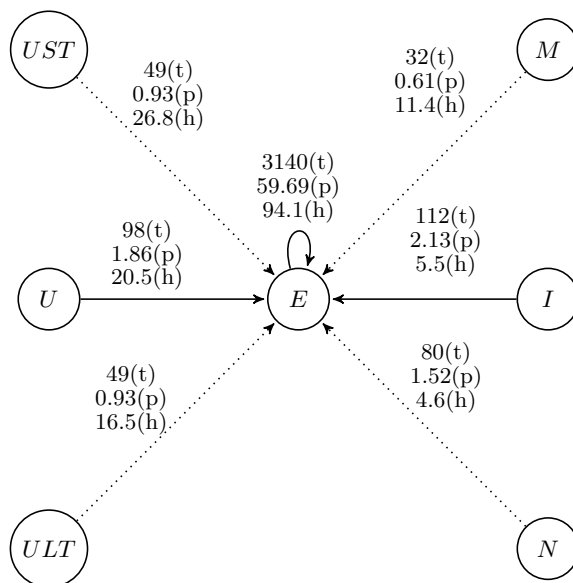 UST
M
49(t)
0.93(p)
26.8(h)
32(t)
0.61(p)
11.4(h)
3140(t)
59.69(p)
94.1(h)
98(t)
1.86(p)
20.5(h)
112(t)
2.13(p)
5.5(h)
U
E
I
49(t)
0.93(p)
16.5(h)
80(t)
1.52(p)
4.6(h)
ULT
N